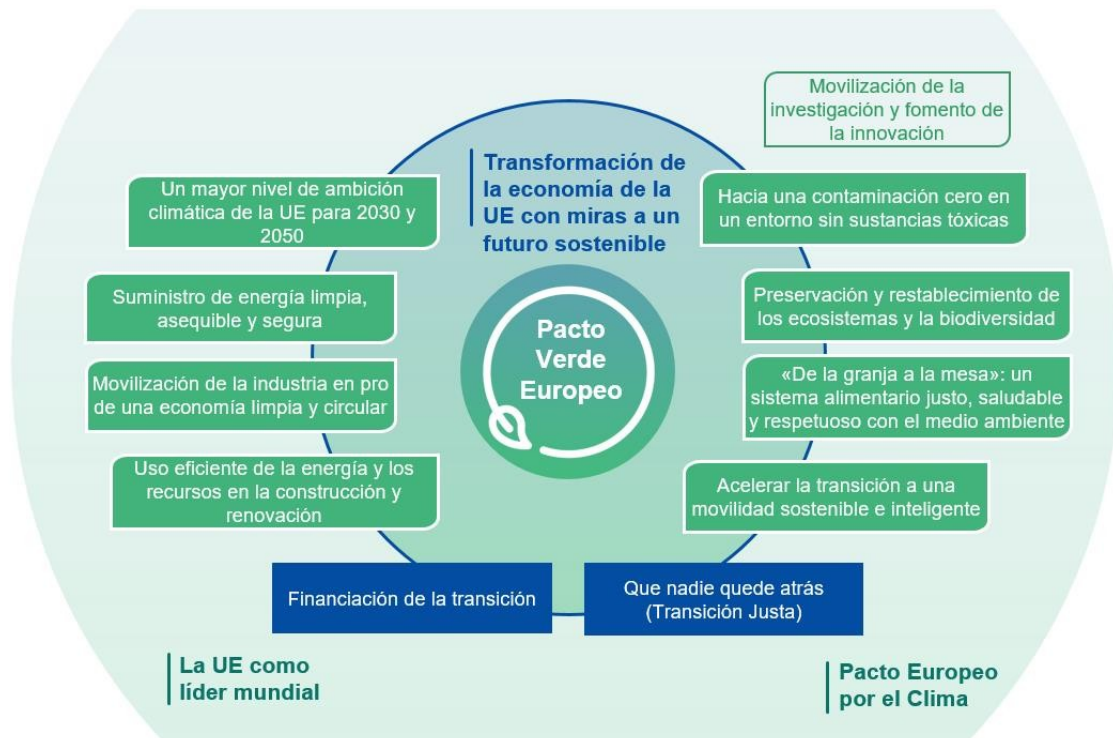 Movilización de la
investigación y fomento de
la innovación
Transformación de
la economía de la
UE con miras a un
futuro sostenible
Un mayor nivel de ambición
climática de la UE para 2030 y
2050
Suministro de energía limpia,
asequible y segura
Movilización de la industria en pro
de una economía limpia y circular
Uso eficiente de la energía y los
recursos en la construcción y
renovación
Pacto
Verde
Europeo
Hacia una contaminación cero en
un entorno sin sustancias tóxicas
Preservación y restablecimiento de
los ecosistemas y la biodiversidad
«De la granja a la mesa»: un
sistema alimentario justo, saludable
y respetuoso con el medio ambiente
Acelerar la transición a una
movilidad sostenible e inteligente
Financiación de la transición
Que nadie quede atrás
(Transición Justa)
La UE como
líder mundial
Pacto Europeo
por el Clima